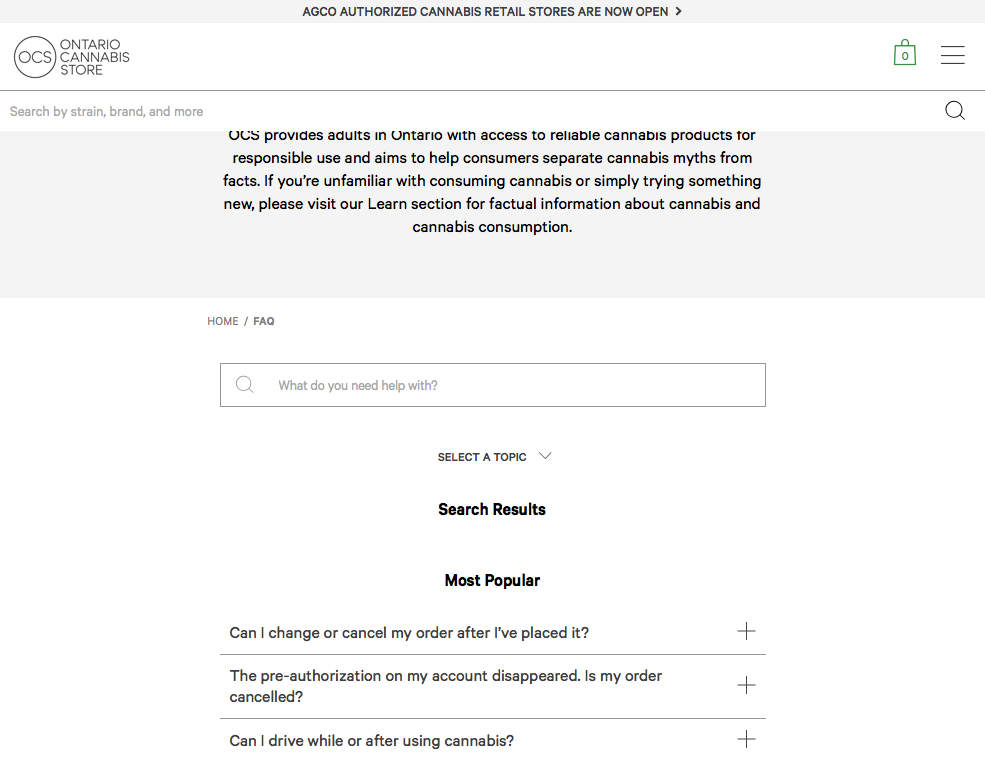 AGCO AUTHORIZED CANNABIS RETAIL STORES ARE NOW OPEN
OCS
ONTARIO
CANNABIS
STORE
0
Search by strain, brand, and more
OCS provides adults in Ontario with access to reliable cannabis products for
responsible use and aims to help consumers separate cannabis myths from
facts. If you’re unfamiliar with consuming cannabis or simply trying something
new, please visit our Learn section for factual information about cannabis and
cannabis consumption.
HOME / FAQ
What do you need help with?
SELECT A TOPIC
Search Results
Most Popular
Can I change or cancel my order after I’ve placed it?
The pre-authorization on my account disappeared. Is my order
cancelled?
Can I drive while or after using cannabis?